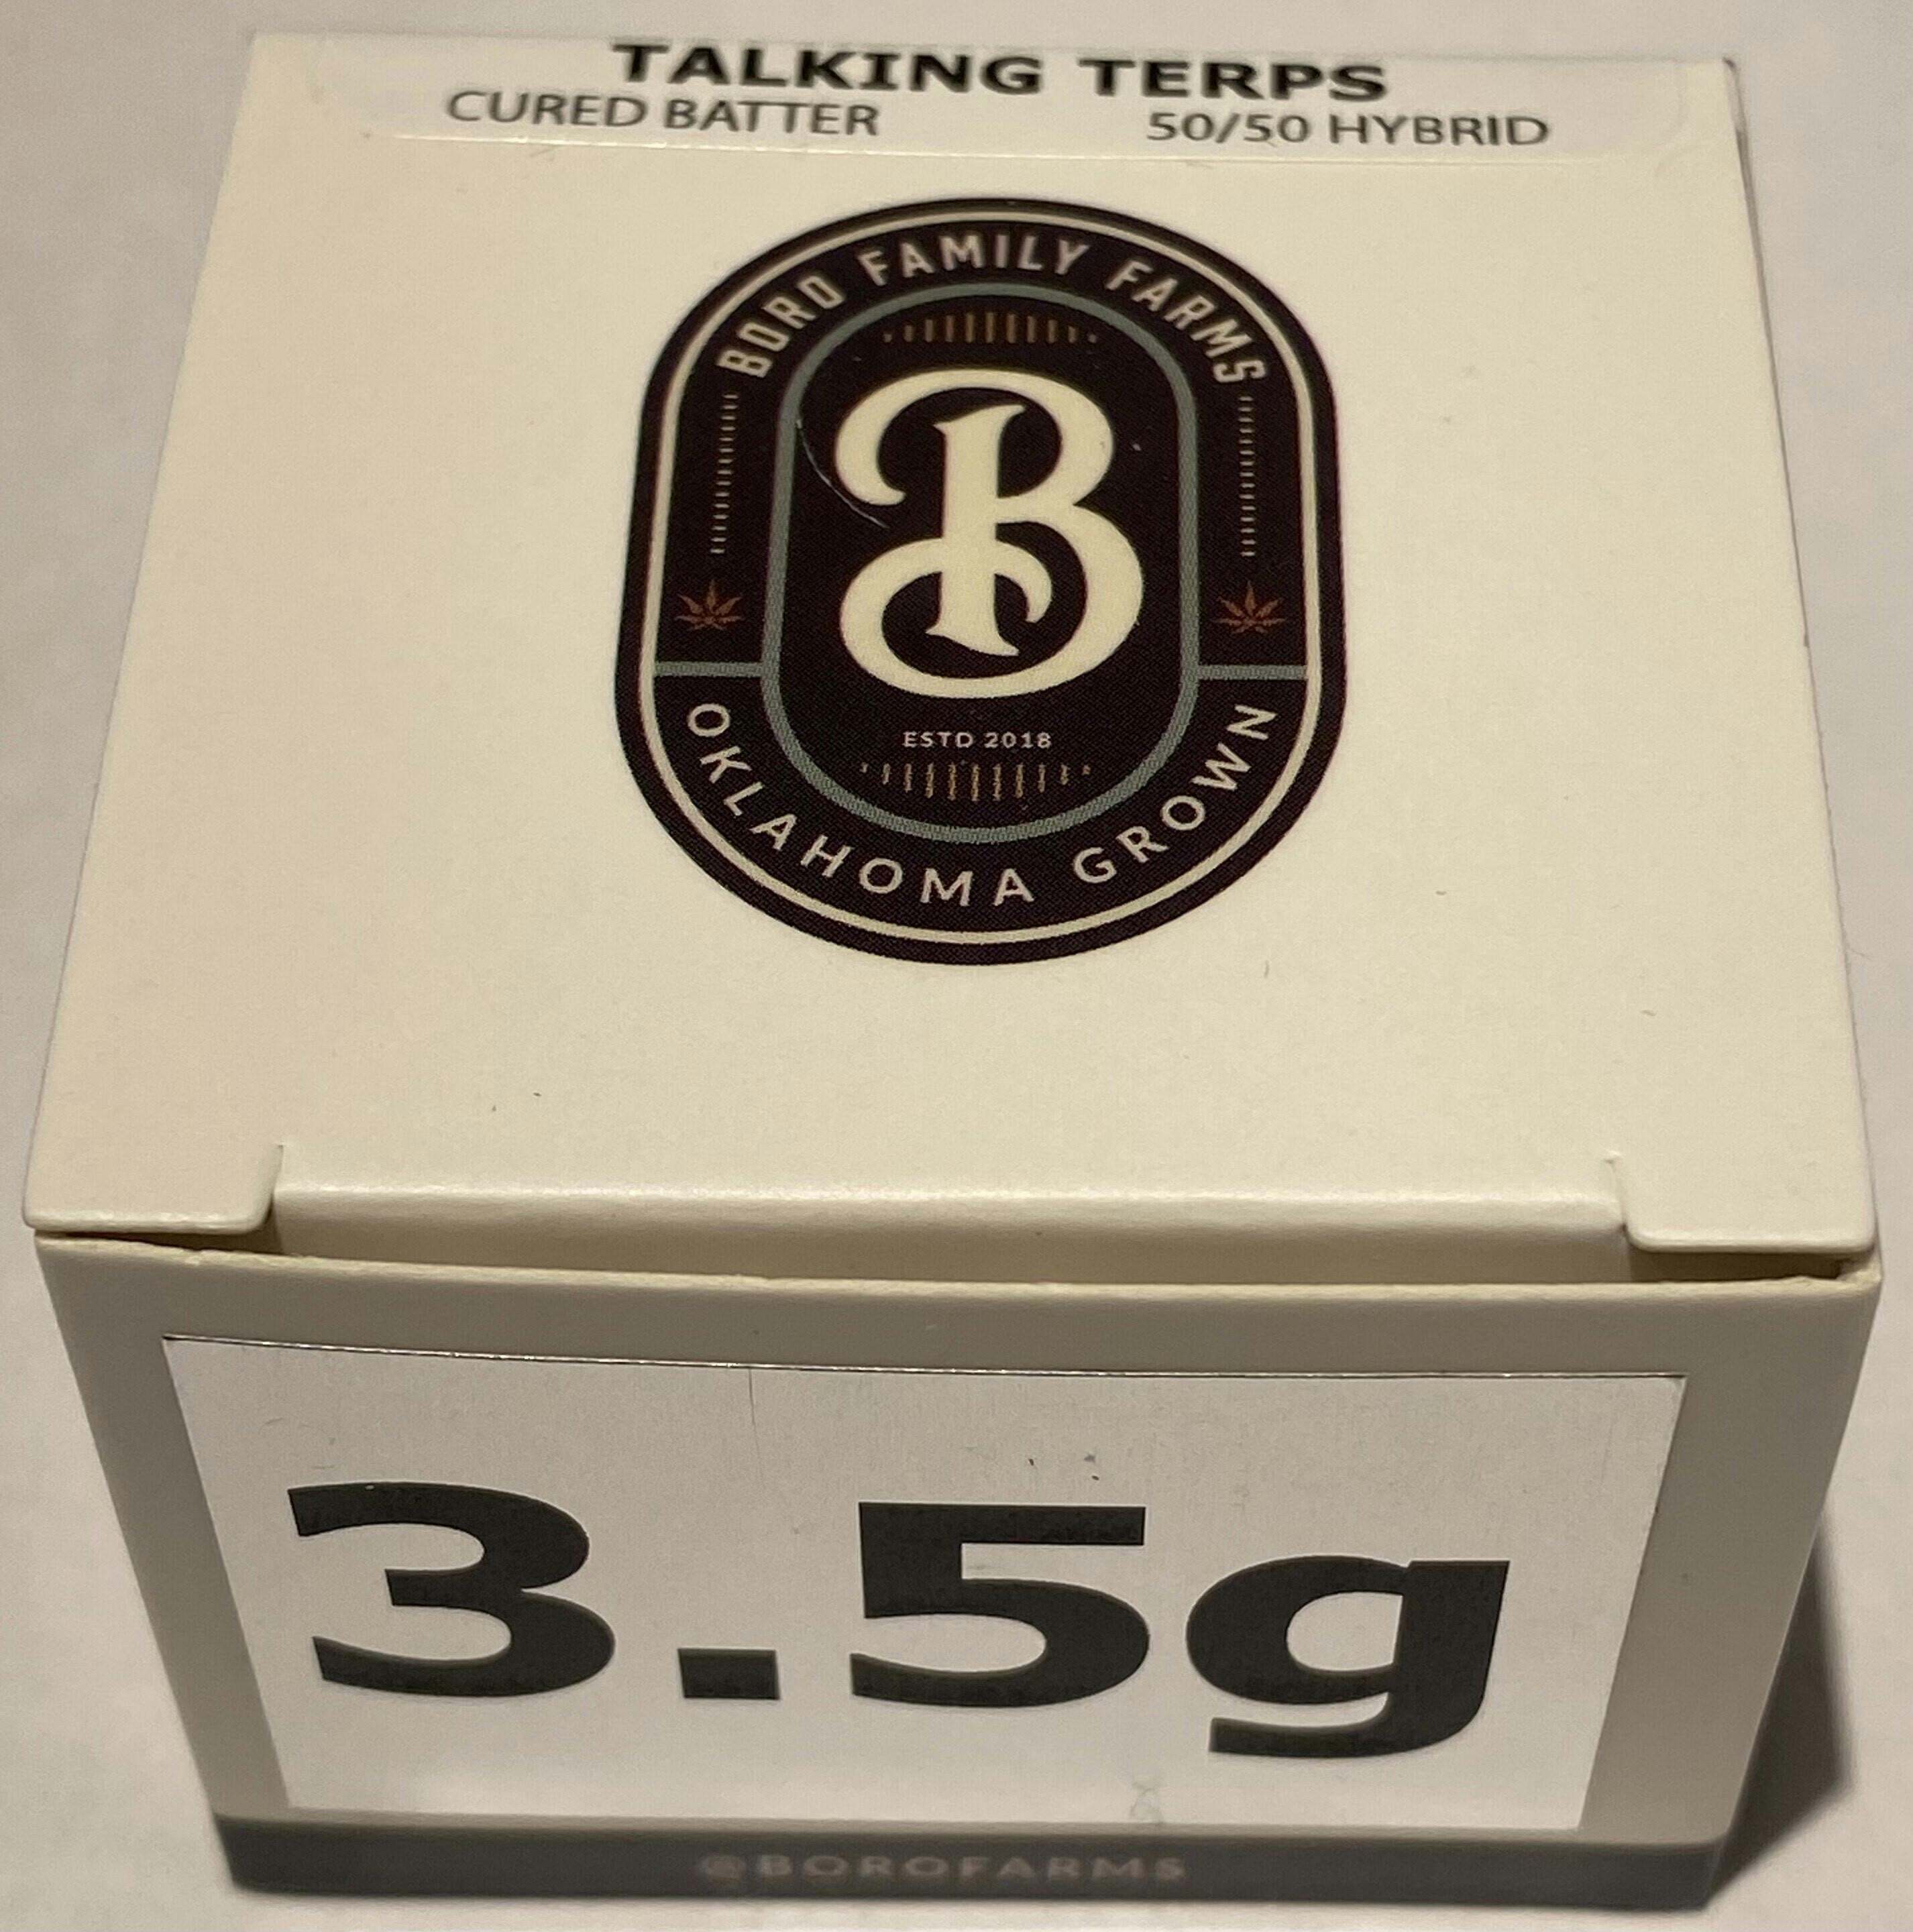 TALKING TERPS
CURED BATTER 50/50 HYBRID
BORO FAMILY FARMS
B
ESTD 2018
OKLAHOMA GROWN
3.5g
@BOROFARMS